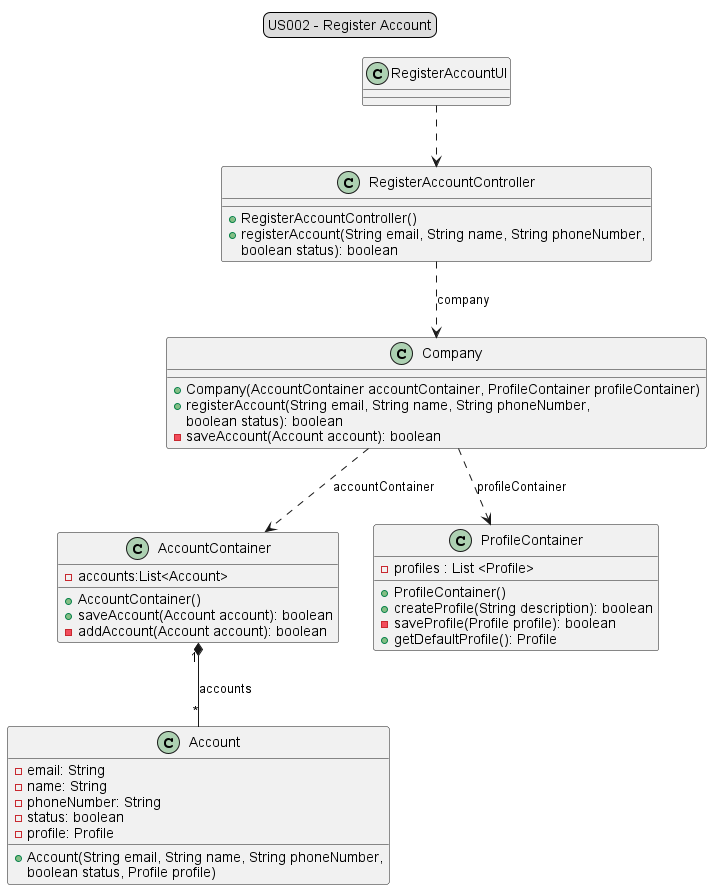 US002 - Register Account
C RegisterAccountUI
C RegisterAccountController
RegisterAccountController()
registerAccount(String email, String name, String phoneNumber,
boolean status): boolean
company
C Company
Company(AccountContainer accountContainer, ProfileContainer profileContainer)
registerAccount(String email, String name, String phoneNumber,
boolean status): boolean
saveAccount(Account account): boolean
accountContainer
profileContainer
C AccountContainer
accounts:List<Account>
AccountContainer()
saveAccount(Account account): boolean
addAccount(Account account): boolean
C ProfileContainer
profiles : List <Profile>
ProfileContainer()
createProfile(String description): boolean
saveProfile(Profile profile): boolean
getDefaultProfile(): Profile
1
accounts
*
C Account
email: String
name: String
phoneNumber: String
status: boolean
profile: Profile
Account(String email, String name, String phoneNumber,
boolean status, Profile profile)